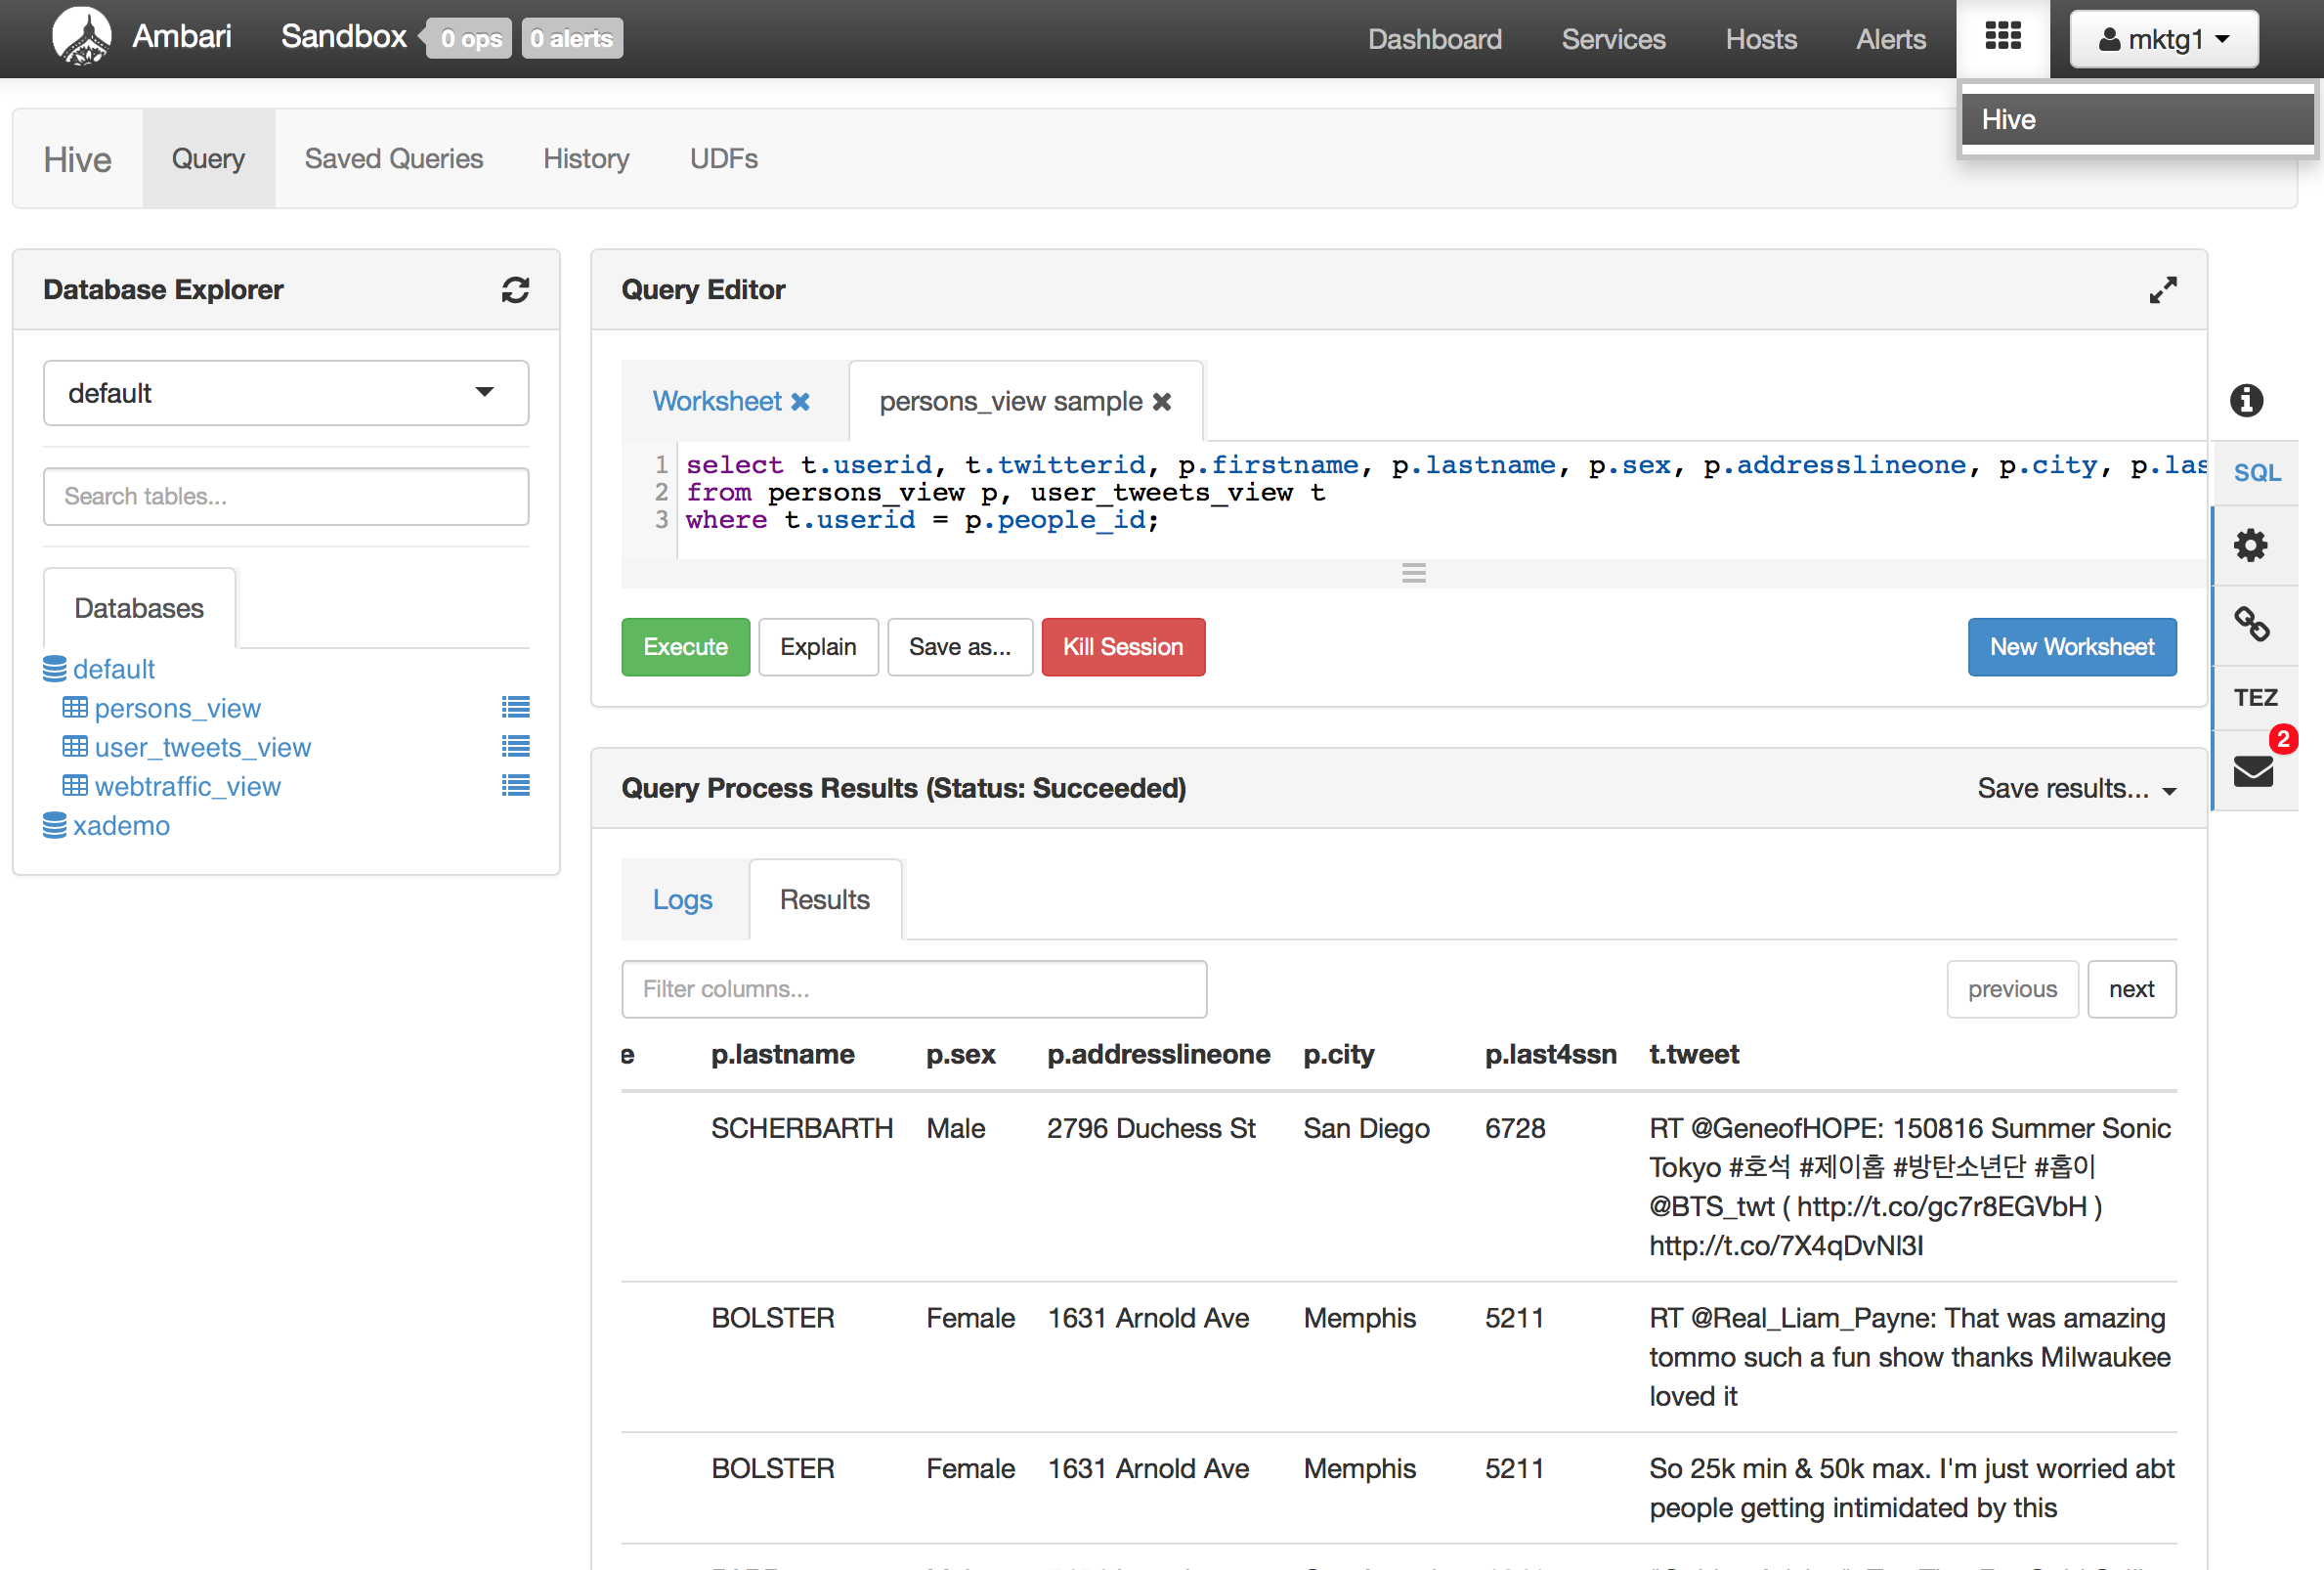 Ambari Sandbox 0 ops 0 alerts Dashboard Services Hosts Alerts mktg1
Hive
Hive Query Saved Queries History UDFs
Database Explorer
default
Search tables...
Databases
default
persons_view
user_tweets_view
webtraffic_view
xademo
Query Editor
Worksheet persons_view sample
1 select t.userid, t.twitterid, p.firstname, p.lastname, p.sex, p.addresslineone, p.city, p.las
2 from persons_view p, user_tweets_view t
3 where t.userid = p.people_id;
Execute Explain Save as... Kill Session New Worksheet
SQL
TEZ
2
Query Process Results (Status: Succeeded) Save results...
Logs Results
Filter columns... previous next
e p.lastname p.sex p.addresslineone p.city p.last4ssn t.tweet
SCHERBARTH Male 2796 Duchess St San Diego 6728 RT @GeneofHOPE: 150816 Summer Sonic
Tokyo #호석 #제이홉 #방탄소년단 #홉이
@BTS_twt ( http://t.co/gc7r8EGVbH )
http://t.co/7X4qDvNl3I
BOLSTER Female 1631 Arnold Ave Memphis 5211 RT @Real_Liam_Payne: That was amazing
tommo such a fun show thanks Milwaukee
loved it
BOLSTER Female 1631 Arnold Ave Memphis 5211 So 25k min & 50k max. I'm just worried abt
people getting intimidated by this